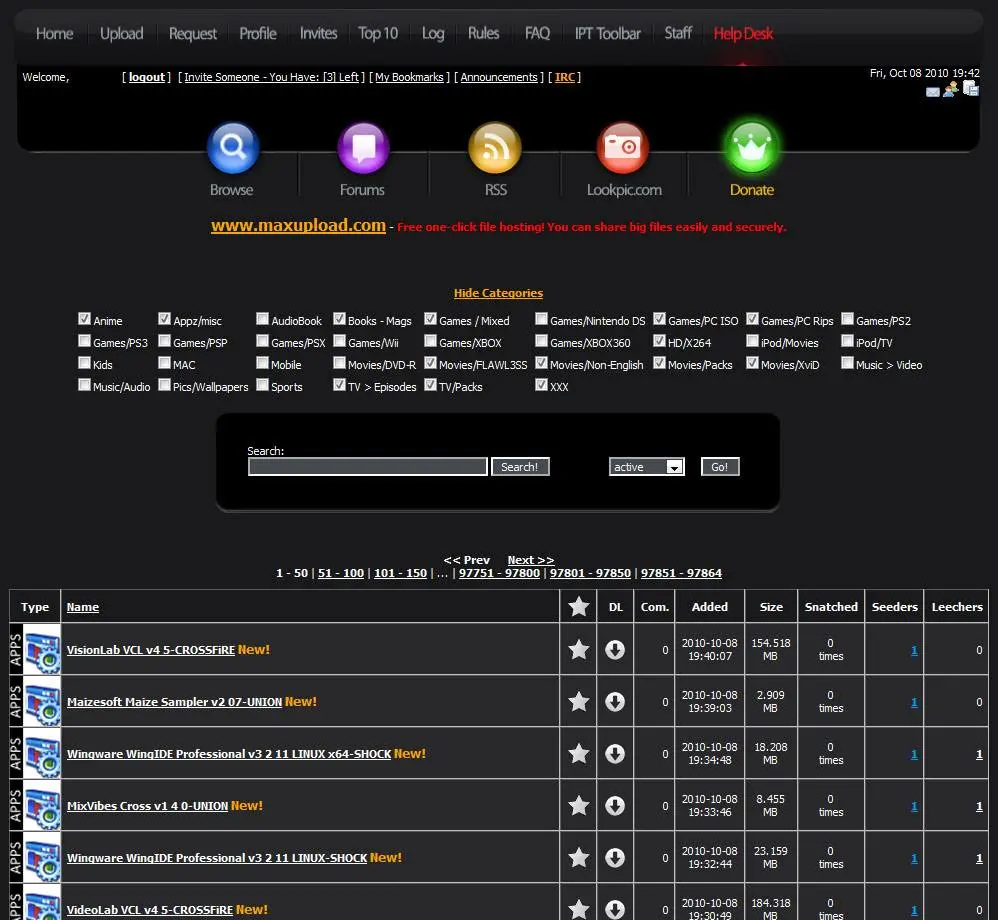 Home Upload Request Profile Invites Top 10 Log Rules FAQ IPT Toolbar Staff Help Desk
Welcome, [ logout ] [ Invite Someone - You Have: [3] Left ] [ My Bookmarks ] [ Announcements ] [ IRC ] Fri, Oct 08 2010 19:42
Browse Forums RSS Lookpic.com Donate
www.maxupload.com - Free one-click file hosting! You can share big files easily and securely.
Hide Categories
Anime Appz/misc AudioBook Books - Mags Games / Mixed Games/Nintendo DS Games/PC ISO Games/PC Rips Games/PS2
Games/PS3 Games/PSP Games/PSX Games/Wii Games/XBOX Games/XBOX360 HD/X264 iPod/Movies iPod/TV
Kids MAC Mobile Movies/DVD-R Movies/FLAWL3SS Movies/Non-English Movies/Packs Movies/XviD Music > Video
Music/Audio Pics/Wallpapers Sports TV > Episodes TV/Packs XXX
Search:
Search! active Go!
<< Prev Next >>
1 - 50 | 51 - 100 | 101 - 150 | ... | 97751 - 97800 | 97801 - 97850 | 97851 - 97864
Type Name DL Com. Added Size Snatched Seeders Leechers
APPS VisionLab VCL v4 5-CROSSFiRE New! 0 2010-10-08 19:40:07 154.518 MB 0 times 1 0
APPS Maizesoft Maize Sampler v2 07-UNION New! 0 2010-10-08 19:39:03 2.909 MB 0 times 1 0
APPS Wingware WingIDE Professional v3 2 11 LINUX x64-SHOCK New! 0 2010-10-08 19:34:48 18.208 MB 0 times 1 1
APPS MixVibes Cross v1 4 0-UNION New! 0 2010-10-08 19:33:46 8.455 MB 0 times 1 1
APPS Wingware WingIDE Professional v3 2 11 LINUX-SHOCK New! 0 2010-10-08 19:32:44 23.159 MB 0 times 1 1
APPS VideoLab VCL v4 5-CROSSFiRE New! 0 2010-10-08 19:30:49 184.318 MB 0 times 1 0